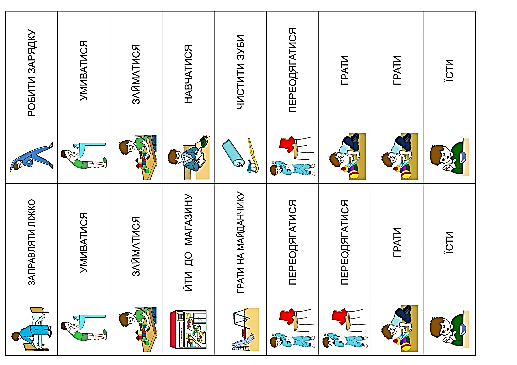 РОБИТИ ЗАРЯДКУ
УМИВАТИСЯ
ЗАЙМАТИСЯ
НАВЧАТИСЯ
ЧИСТИТИ ЗУБИ
ПЕРЕОДЯГАТИСЯ
ГРАТИ
ГРАТИ
ЇСТИ
ЗАПРАВЛЯТИ ЛІЖКО
УМИВАТИСЯ
ЗАЙМАТИСЯ
ЙТИ ДО МАГАЗИНУ
ГРАТИ НА МАЙДАНЧИКУ
ПЕРЕОДЯГАТИСЯ
ПЕРЕОДЯГАТИСЯ
ГРАТИ
ЇСТИ